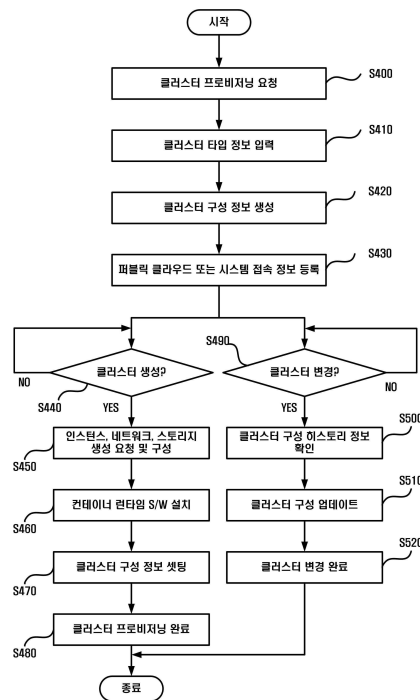 시작
클러스터 프로비저닝 요청
S400
클러스터 타입 정보 입력
S410
클러스터 구성 정보 생성
S420
퍼블릭 클라우드 또는 시스템 접속 정보 등록
S430
클러스터 생성?
NO
S440
YES
S490
클러스터 변경?
NO
YES
인스턴스, 네트워크, 스토리지
생성 요청 및 구성
S450
컨테이너 런타임 S/W 설치
S460
클러스터 구성 정보 셋팅
S470
클러스터 프로비저닝 완료
S480
클러스터 구성 히스토리 정보
확인
S500
클러스터 구성 업데이트
S510
클러스터 변경 완료
S520
종료